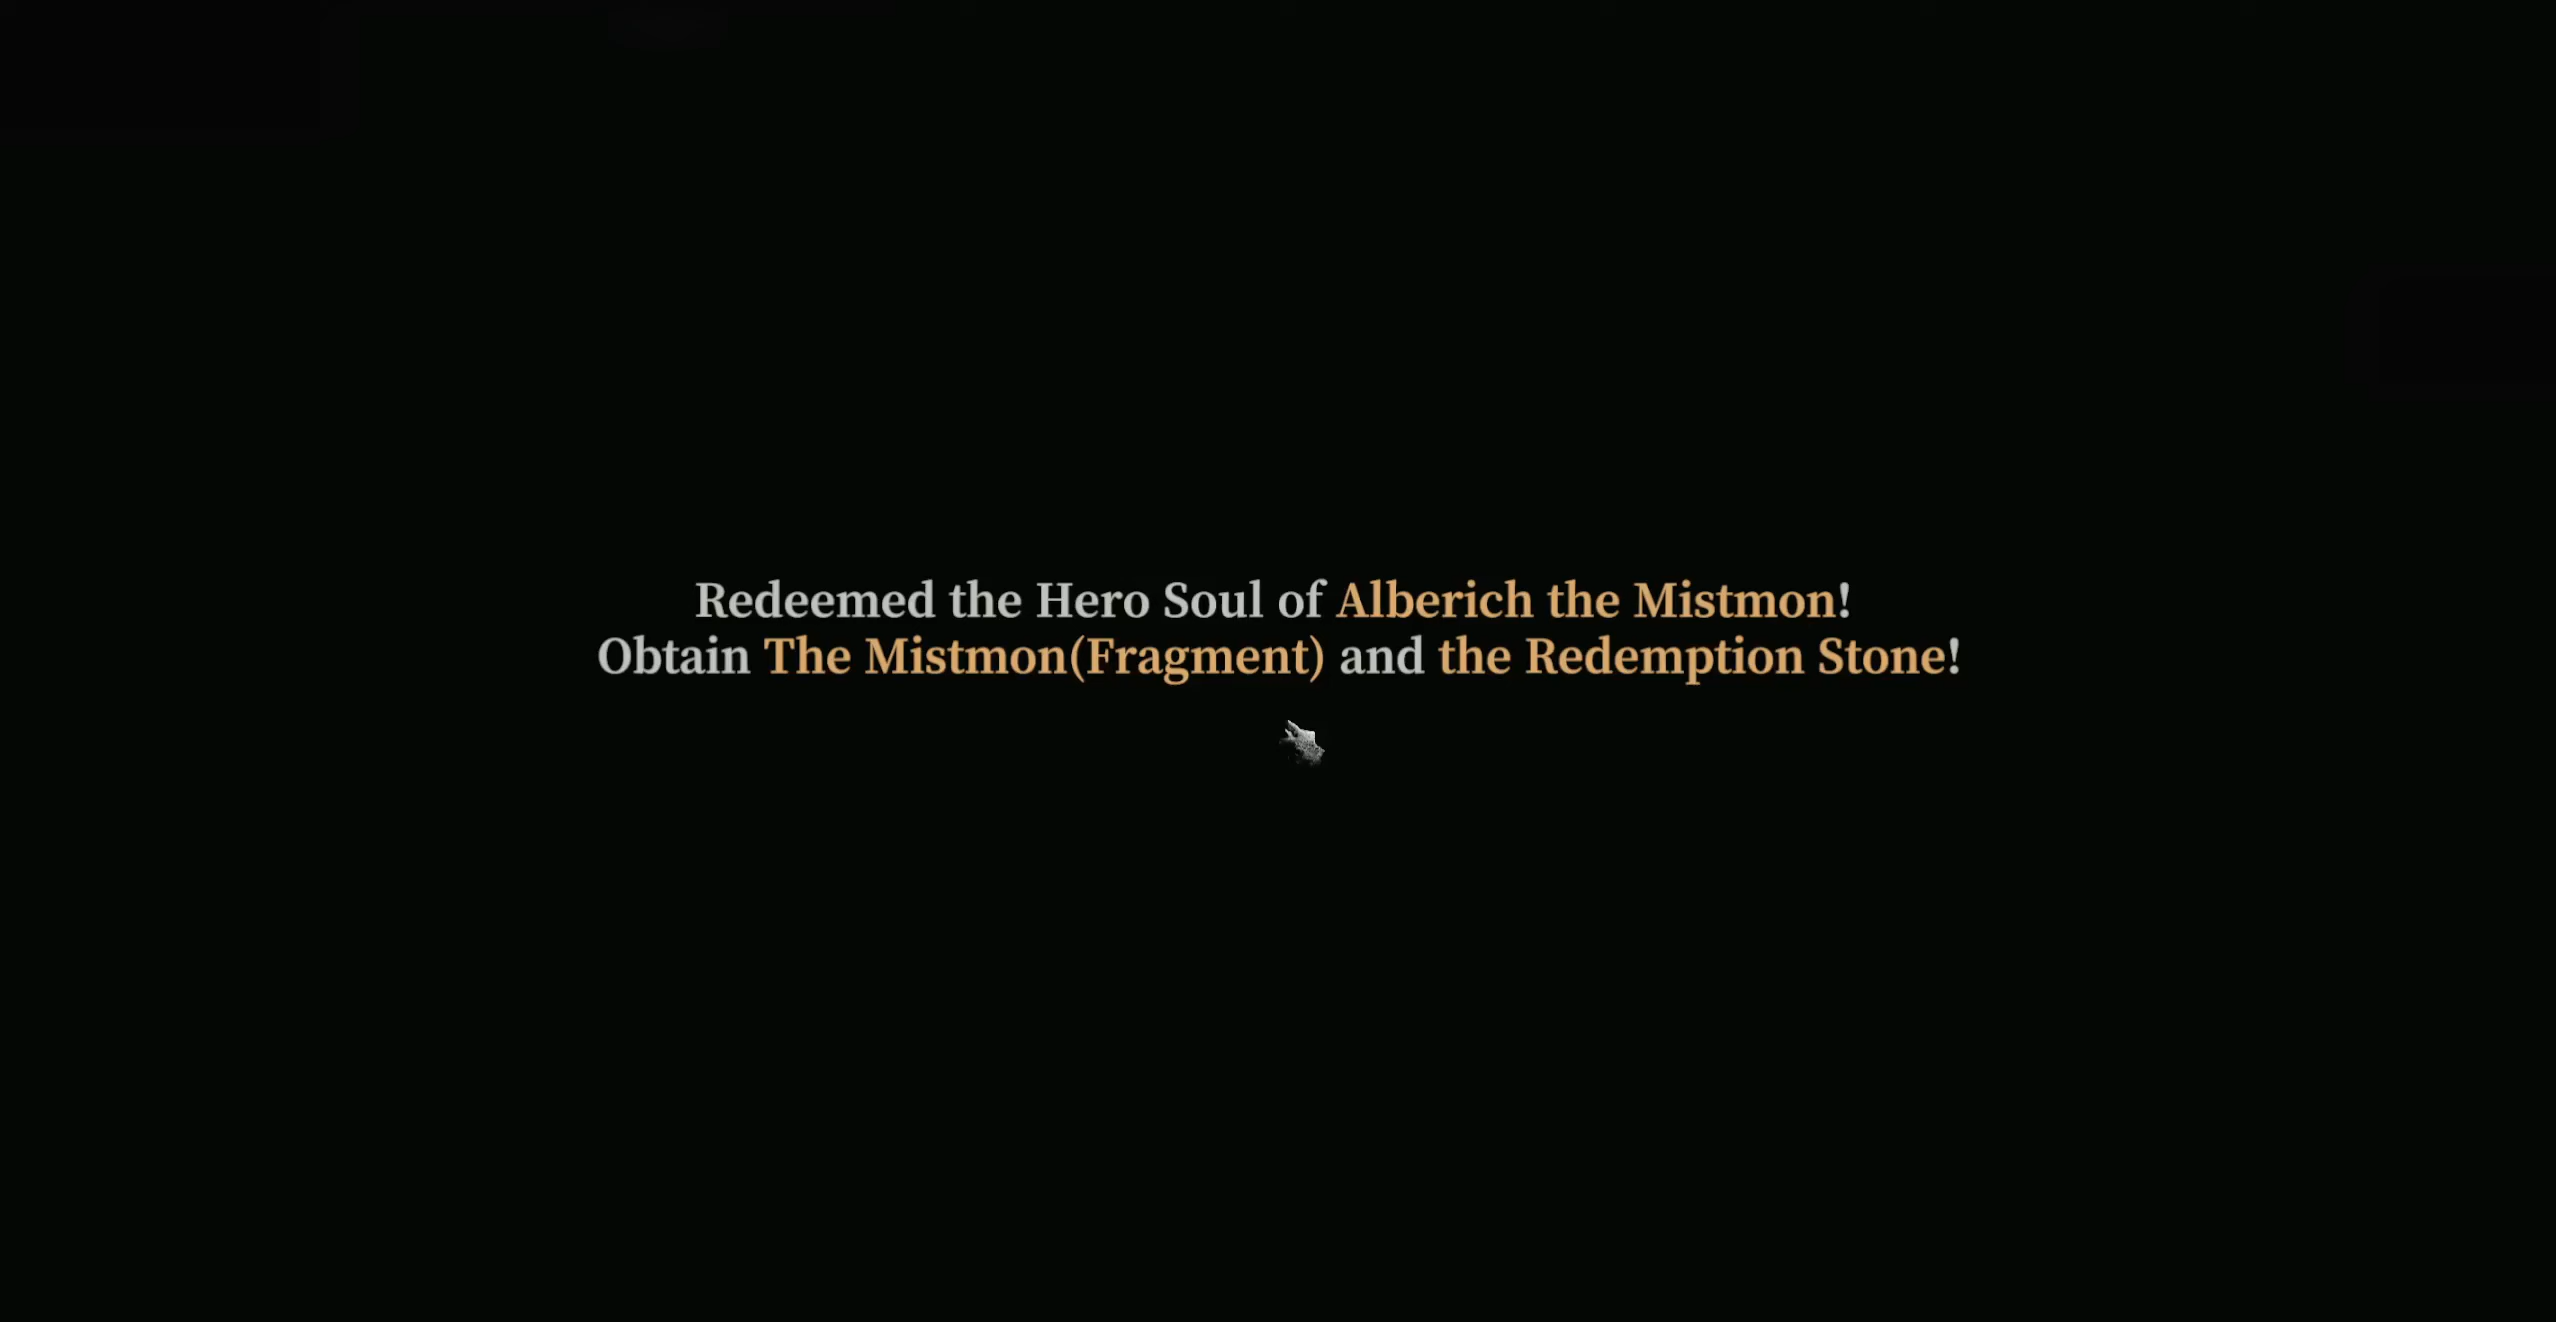 Redeemed the Hero Soul of Alberich the Mistmon!
Obtain The Mistmon(Fragment) and the Redemption Stone!